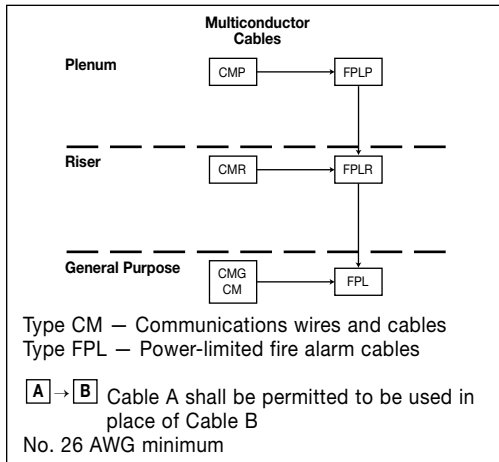 Multiconductor
Cables
Plenum
CMP
FPLP
Riser
CMR
FPLR
General Purpose
CMG
CM
FPL
Type CM — Communications wires and cables
Type FPL — Power-limited fire alarm cables
A → B Cable A shall be permitted to be used in
place of Cable B
No. 26 AWG minimum